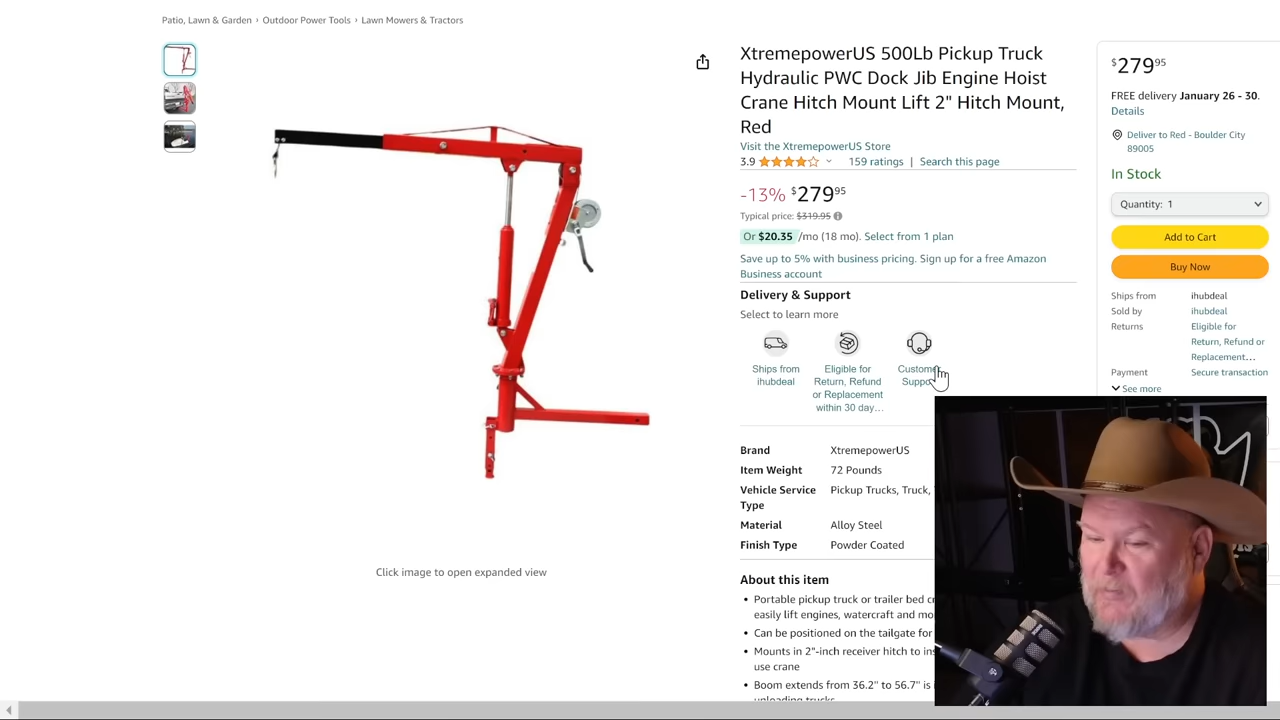 Patio, Lawn & Garden › Outdoor Power Tools › Lawn Mowers & Tractors
XtremepowerUS 500Lb Pickup Truck
Hydraulic PWC Dock Jib Engine Hoist
Crane Hitch Mount Lift 2" Hitch Mount,
Red
Visit the XtremepowerUS Store
3.9 159 ratings | Search this page
-13% $279 95
Typical price: $319.95
Or $20.35 /mo (18 mo). Select from 1 plan
Save up to 5% with business pricing. Sign up for a free Amazon
Business account
Delivery & Support
Select to learn more
Ships from
ihubdeal
Eligible for
Return, Refund
or Replacement
within 30 day…
Custome
Suppo
Brand XtremepowerUS
Item Weight 72 Pounds
Vehicle Service Pickup Trucks, Truck,
Type
Material Alloy Steel
Finish Type Powder Coated
About this item
• Portable pickup truck or trailer bed
easily lift engines, watercraft and
• Can be positioned on the tailgate for
• Mounts in 2"-inch receiver hitch to
use crane
• Boom extends from 36.2" to 56.7" is
unloading trucks
Click image to open expanded view
$279 95
FREE delivery January 26 - 30.
Details
Deliver to Red - Boulder City
89005
In Stock
Quantity: 1
Add to Cart
Buy Now
Ships from ihubdeal
Sold by ihubdeal
Returns Eligible for
Return, Refund or
Replacement…
Payment Secure transaction
See more